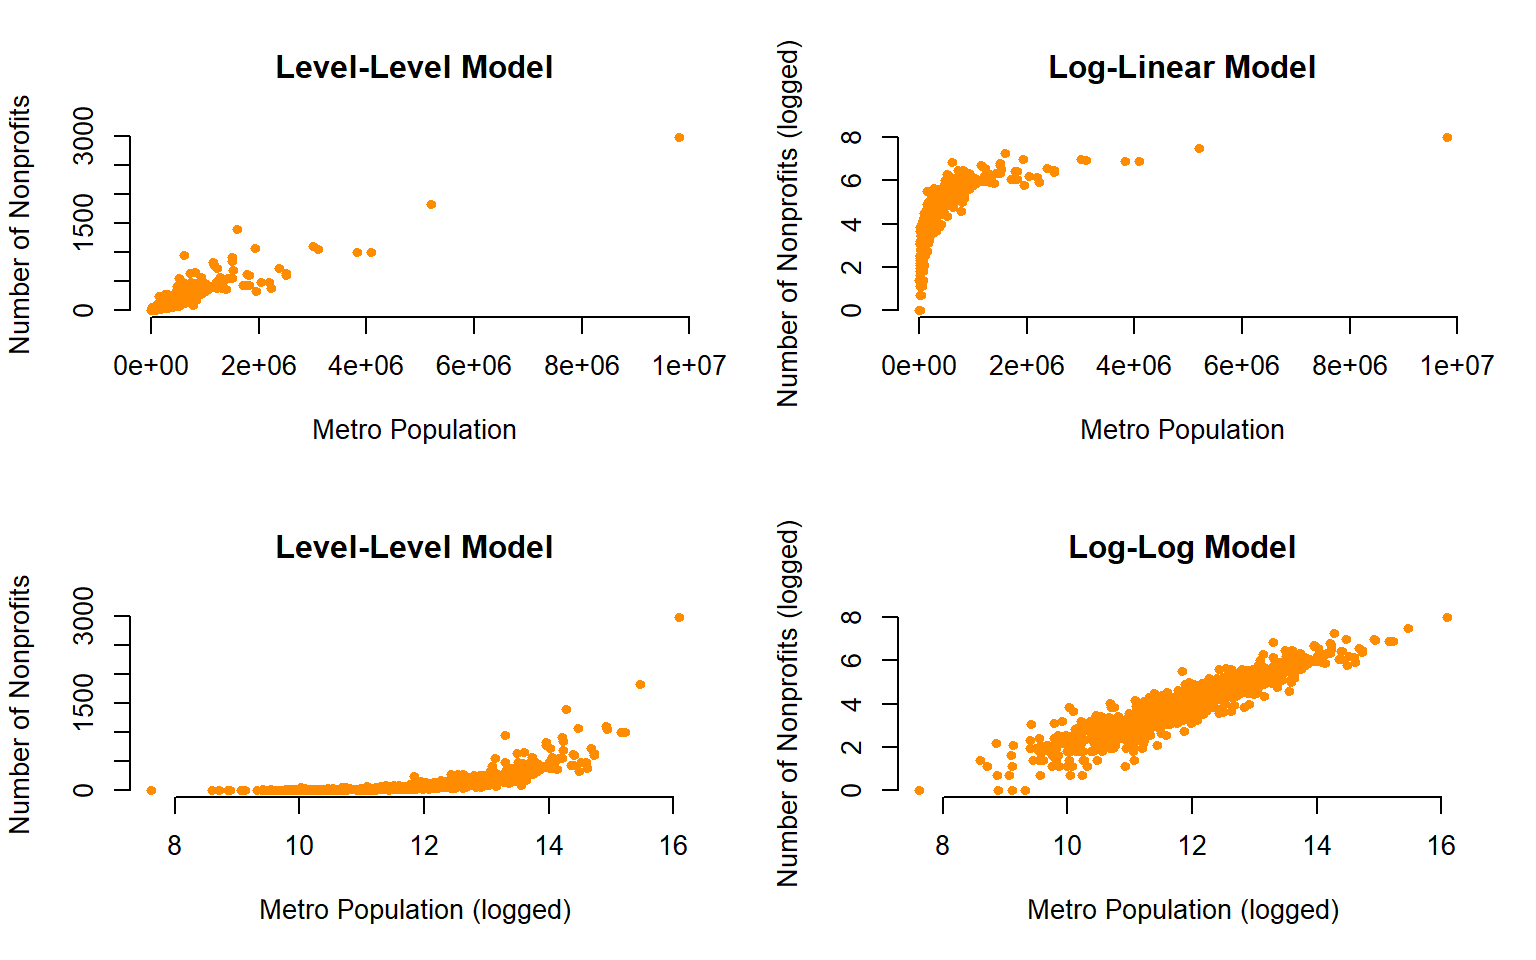 Level-Level Model
Number of Nonprofits
3000
1500
0
0e+00 2e+06 4e+06 6e+06 8e+06 1e+07
Metro Population
Log-Linear Model
Number of Nonprofits (logged)
8
6
4
2
0
0e+00 2e+06 4e+06 6e+06 8e+06 1e+07
Metro Population
Level-Level Model
Number of Nonprofits
3000
1500
0
8 10 12 14 16
Metro Population (logged)
Log-Log Model
Number of Nonprofits (logged)
8
6
4
2
0
8 10 12 14 16
Metro Population (logged)